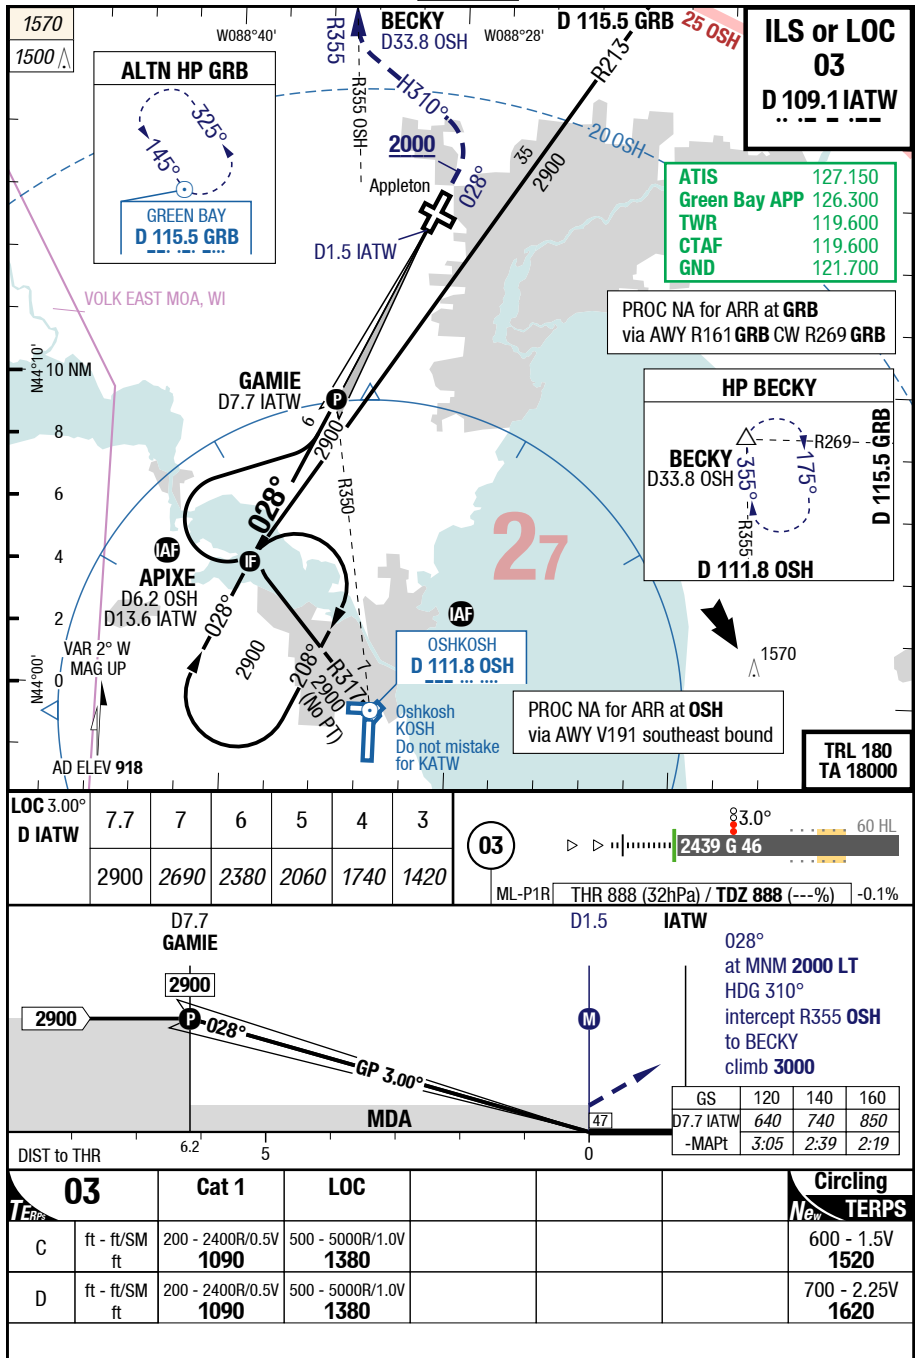 1570
1500
W088°40'
R355
BECKY
D33.8 OSH
W088°28'
D 115.5 GRB
25 OSH
ILS or LOC
03
D 109.1 IATW
ALTN HP GRB
325°
145°
GREEN BAY
D 115.5 GRB
R355 OSH
H310°
R213
20 OSH
2000
35
2900
028°
Appleton
D1.5 IATW
ATIS 127.150
Green Bay APP 126.300
TWR 119.600
CTAF 119.600
GND 121.700
VOLK EAST MOA, WI
PROC NA for ARR at GRB
via AWY R161 GRB CW R269 GRB
N44°10'
10 NM
GAMIE
D7.7 IATW
P
6
2900
HP BECKY
BECKY
D33.8 OSH
R269
355°
175°
R355
D 115.5 GRB
D 111.8 OSH
8
6
4
2
0
028°
R350
27
IAF
IF
APIXE
D6.2 OSH
D13.6 IATW
028°
2900
IAF
208°
R317
2900
(No PT)
7
OSHKOSH
D 111.8 OSH
Oshkosh
KOSH
Do not mistake
for KATW
1570
N44°00'
VAR 2° W
MAG UP
PROC NA for ARR at OSH
via AWY V191 southeast bound
AD ELEV 918
TRL 180
TA 18000
LOC 3.00°
D IATW
7.7 7 6 5 4 3
2900 2690 2380 2060 1740 1420
03
3.0°
60 HL
2439 G 46
ML-P1R
THR 888 (32hPa) / TDZ 888 (---%)
-0.1%
D7.7
GAMIE
D1.5
IATW
2900
2900
P
028°
GP 3.00°
M
MDA
47
028°
at MNM 2000 LT
HDG 310°
intercept R355 OSH
to BECKY
climb 3000
GS 120 140 160
D7.7 IATW 640 740 850
-MAPt 3:05 2:39 2:19
DIST to THR
6.2
5
0
TERPS
03 Cat 1 LOC
Circling
New TERPS
C ft - ft/SM 200 - 2400R/0.5V 500 - 5000R/1.0V 600 - 1.5V
ft 1090 1380 1520
D ft - ft/SM 200 - 2400R/0.5V 500 - 5000R/1.0V 700 - 2.25V
ft 1090 1380 1620